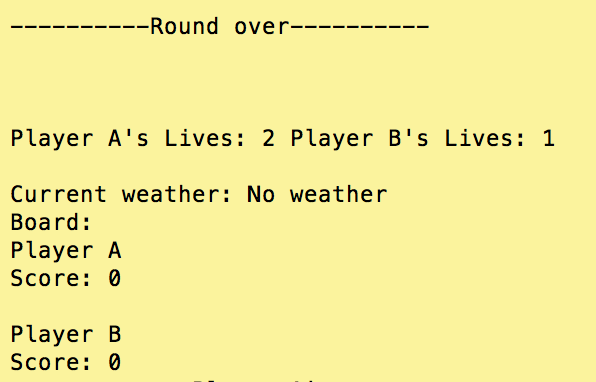 ----------Round over----------
Player A's Lives: 2 Player B's Lives: 1
Current weather: No weather
Board:
Player A
Score: 0
Player B
Score: 0